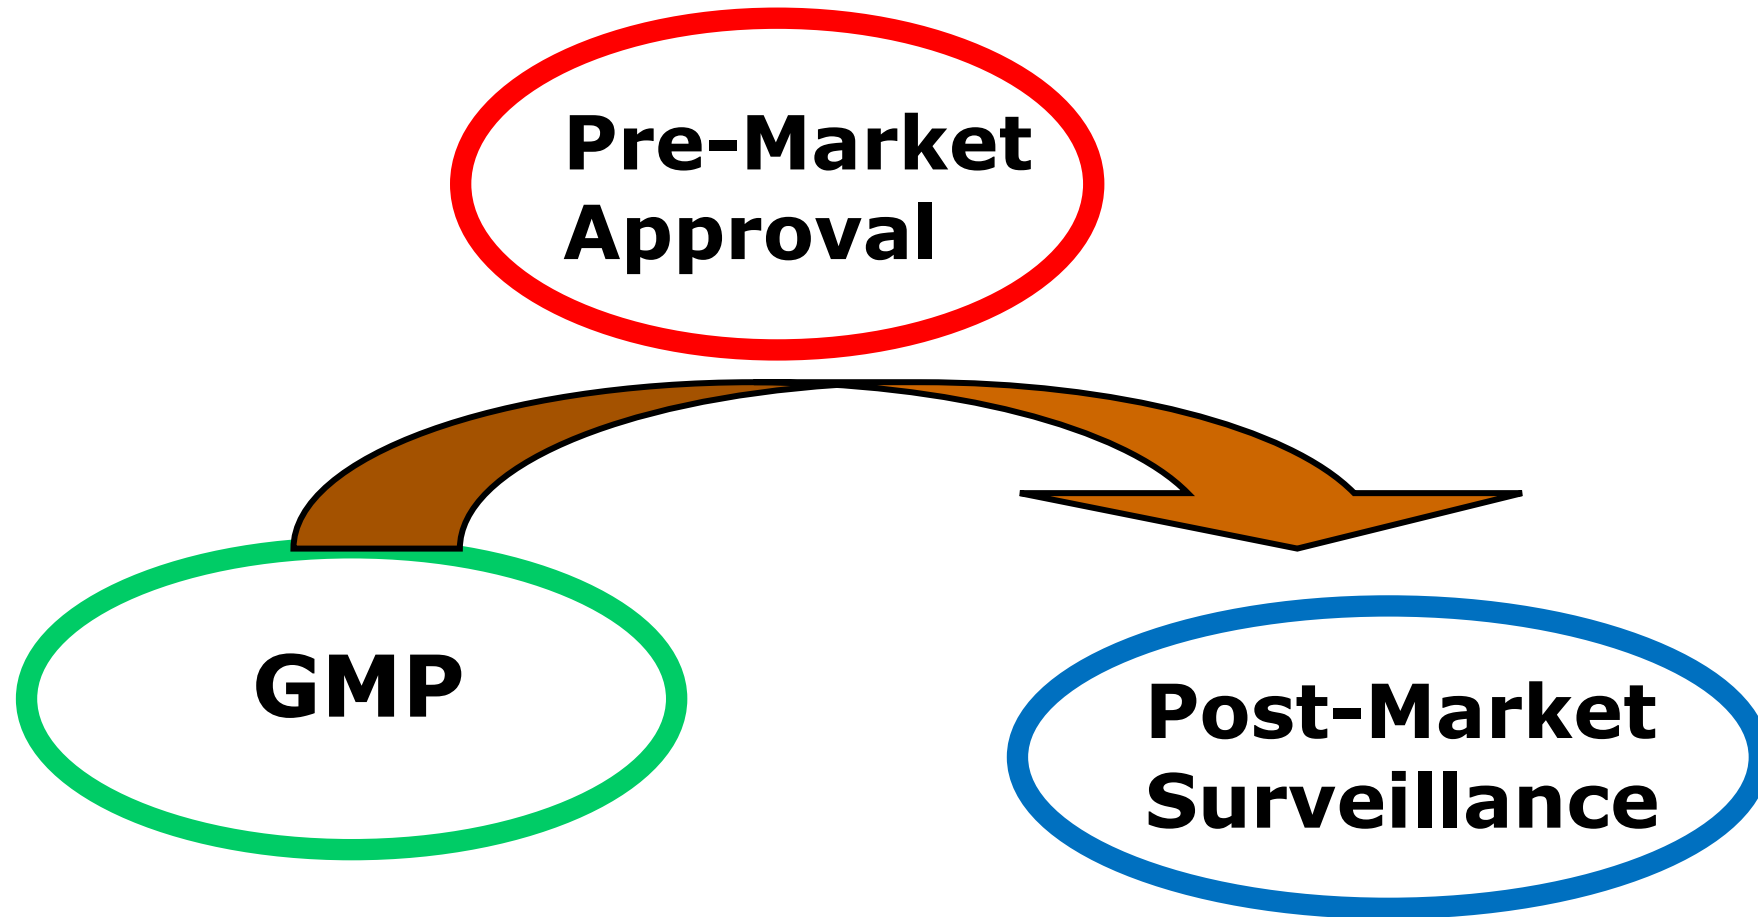 Pre-Market
Approval
GMP
Post-Market
Surveillance